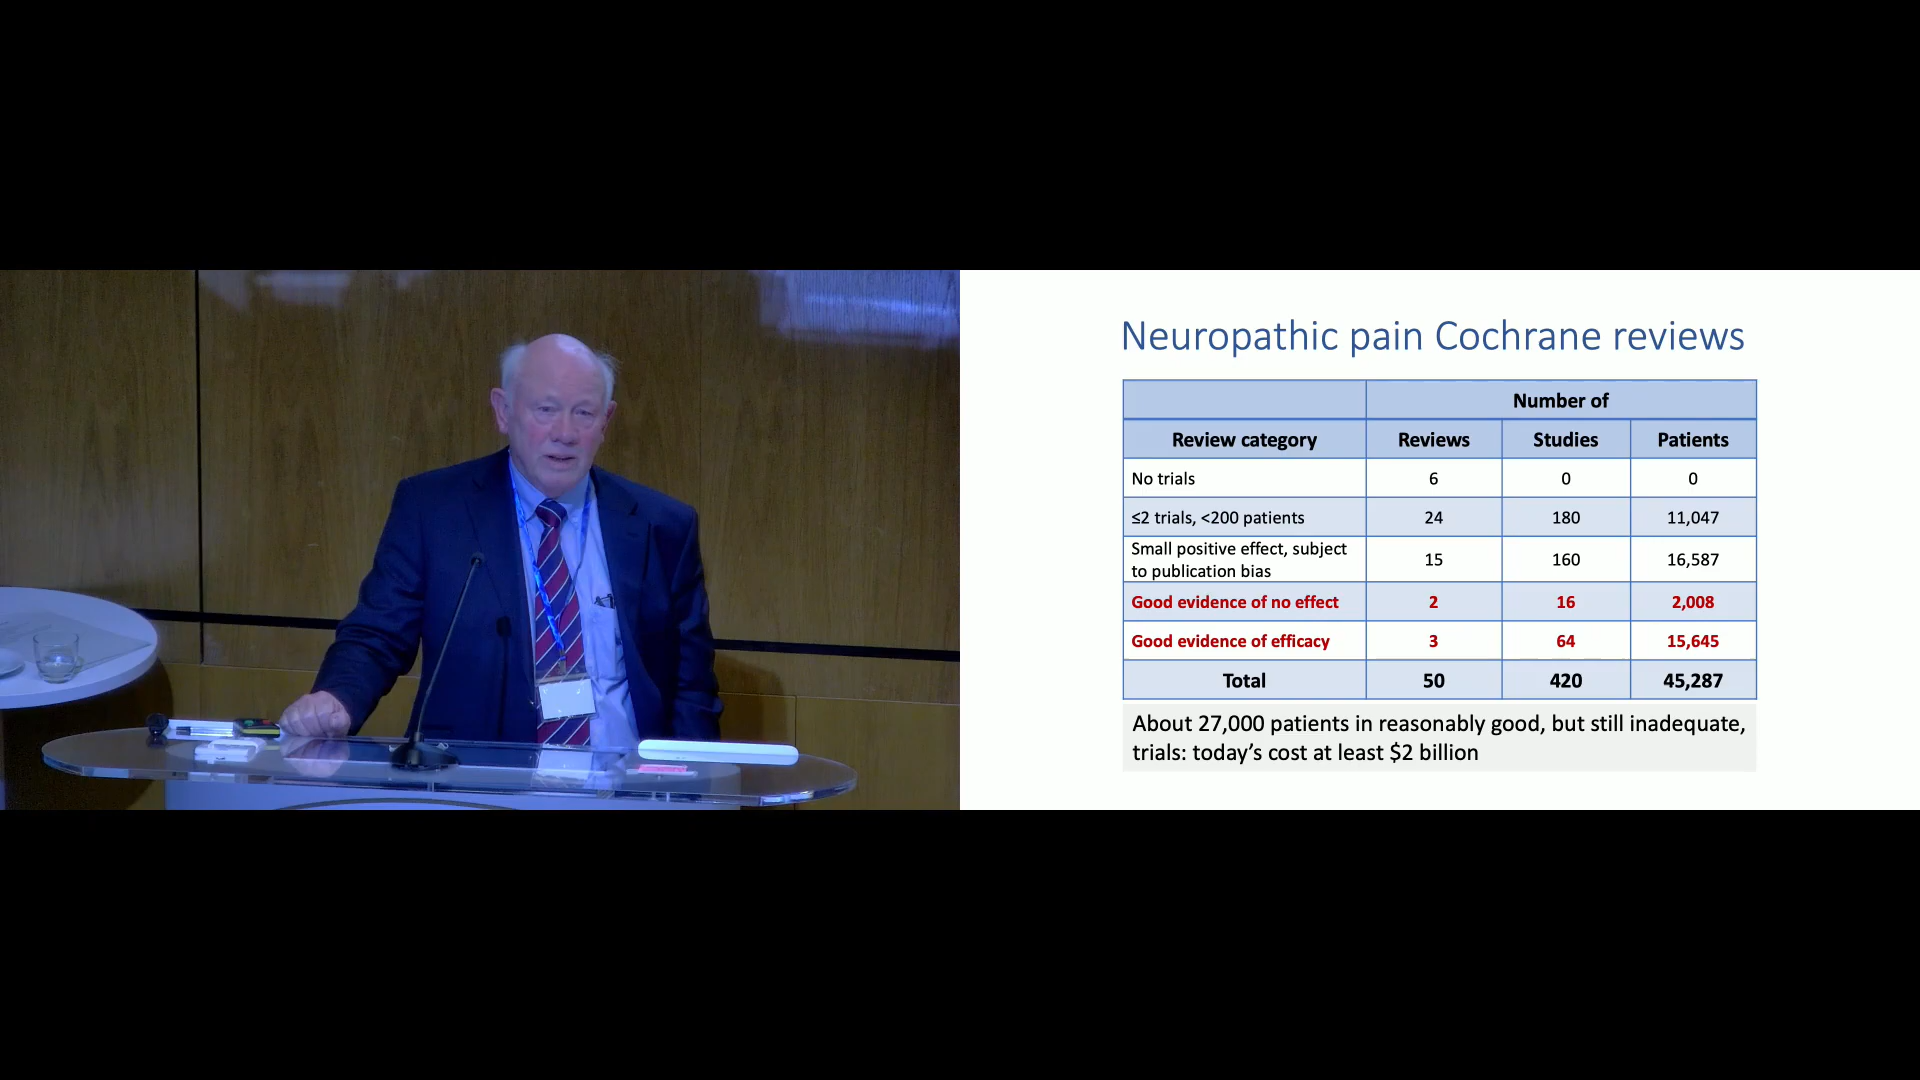 Neuropathic pain Cochrane reviews
Number of
Review category Reviews Studies Patients
No trials 6 0 0
≤2 trials, <200 patients 24 180 11,047
Small positive effect, subject
to publication bias 15 160 16,587
Good evidence of no effect 2 16 2,008
Good evidence of efficacy 3 64 15,645
Total 50 420 45,287
About 27,000 patients in reasonably good, but still inadequate,
trials: today’s cost at least $2 billion